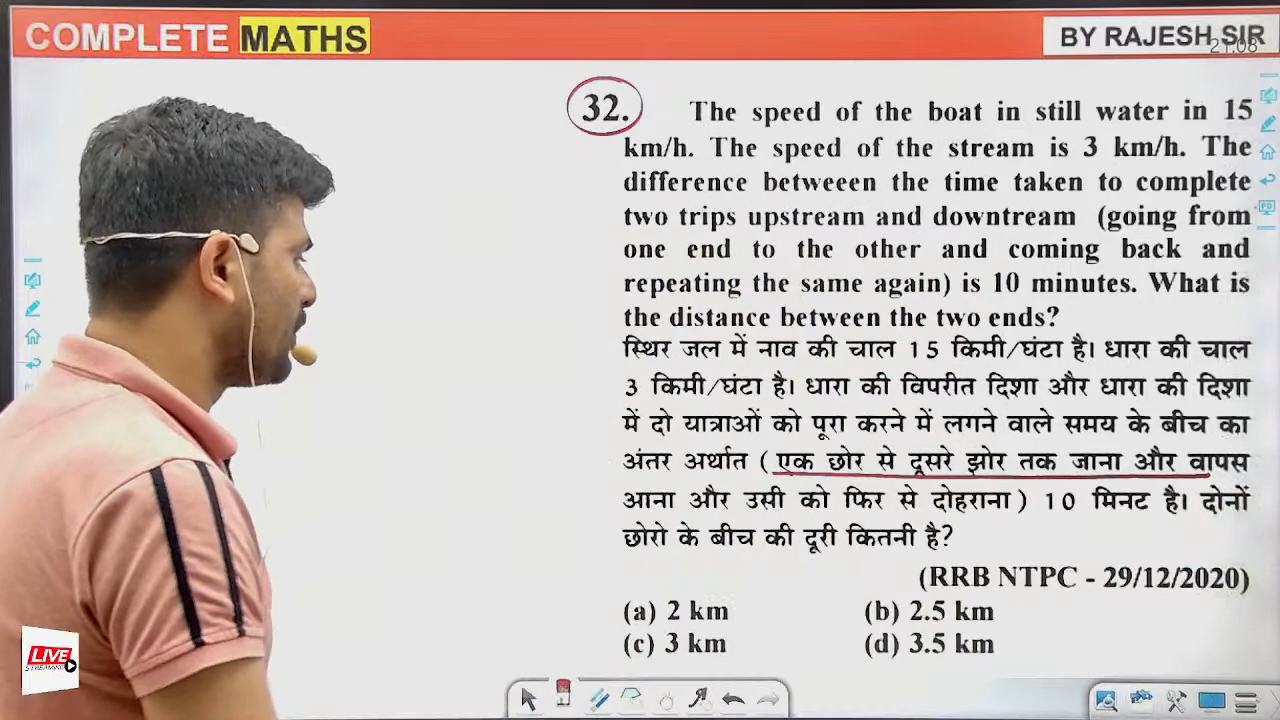 COMPLETE MATHS
BY RAJESH SIR
21:08
32. The speed of the boat in still water in 15
km/h. The speed of the stream is 3 km/h. The
difference betweeen the time taken to complete
two trips upstream and downtream (going from
one end to the other and coming back and
repeating the same again) is 10 minutes. What is
the distance between the two ends?
स्थिर जल में नाव की चाल 15 किमी/घंटा है। धारा की चाल
3 किमी/घंटा है। धारा की विपरीत दिशा और धारा की दिशा
में दो यात्राओं को पूरा करने में लगने वाले समय के बीच का
अंतर अर्थात (एक छोर से दूसरे झोर तक जाना और वापस
आना और उसी को फिर से दोहराना) 10 मिनट है। दोनों
छोरो के बीच की दूरी कितनी है?
(RRB NTPC - 29/12/2020)
(a) 2 km (b) 2.5 km
(c) 3 km (d) 3.5 km
LIVE
STREAMING